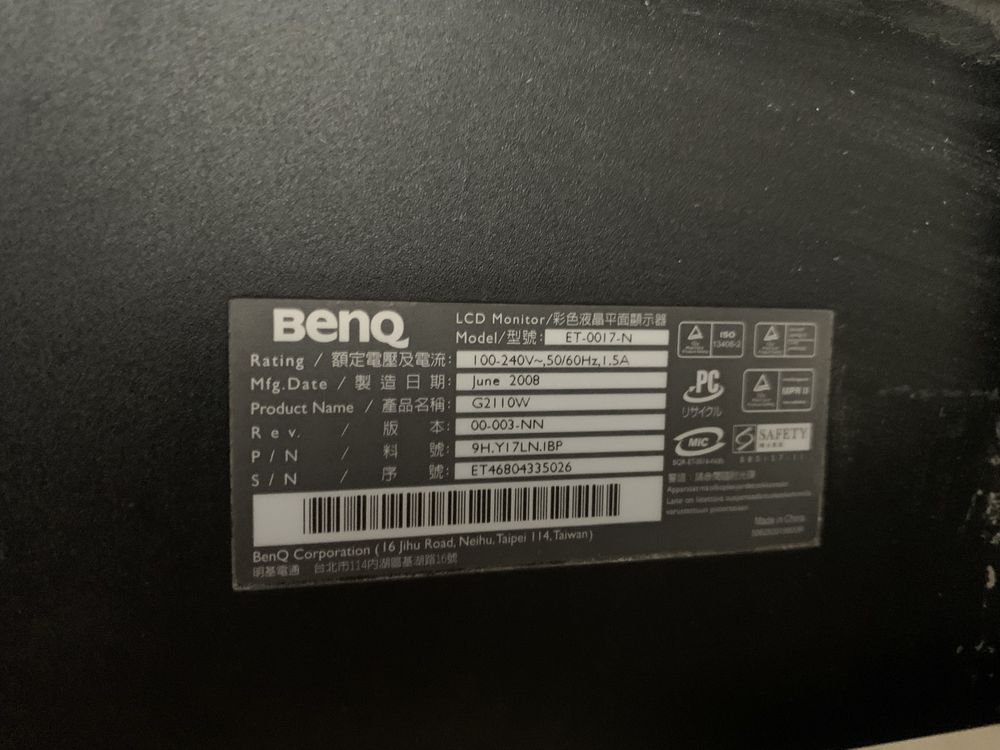 BenQ
LCD Monitor/彩色液晶平面顯示器
Model/型號: ET-0017-N
Rating / 額定電壓及電流: 100-240V~,50/60Hz,1.5A
Mfg.Date / 製 造 日 期: June 2008
Product Name / 產品名稱: G2110W
Rev. / 版 本: 00-003-NN
P/N / 料 號: 9H.Y17LN.IBP
S/N / 序 號: ET46804335026
BenQ Corporation (16 Jihu Road, Neihu, Taipei 114, Taiwan)
明基電通 台北市114內湖區基湖路16號
ISO
13406-2
PC
リサイクル
MIC
SAFETY
Made in China